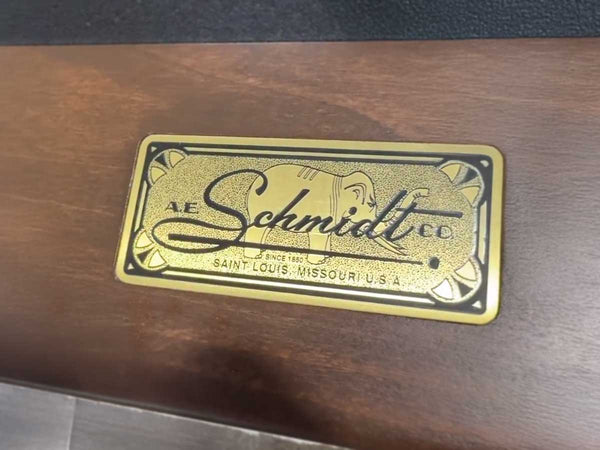 A.E. Schmidt CO.
SINCE 1850
SAINT LOUIS, MISSOURI U.S.A.